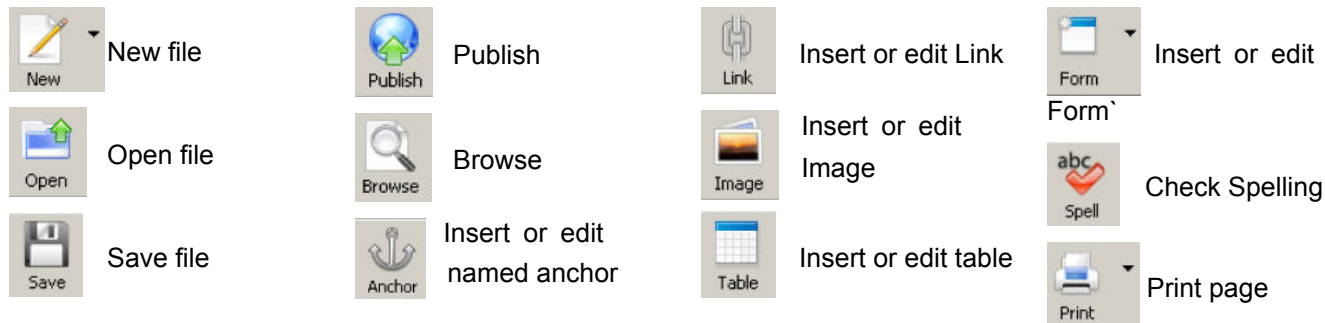 New
New file
Open
Open file
Save
Save file
Publish
Publish
Browse
Browse
Anchor
Insert or edit
named anchor
Link
Insert or edit Link
Image
Insert or edit
Image
Table
Insert or edit table
Form
Insert or edit
Form`
abc
Spell
Check Spelling
Print
Print page